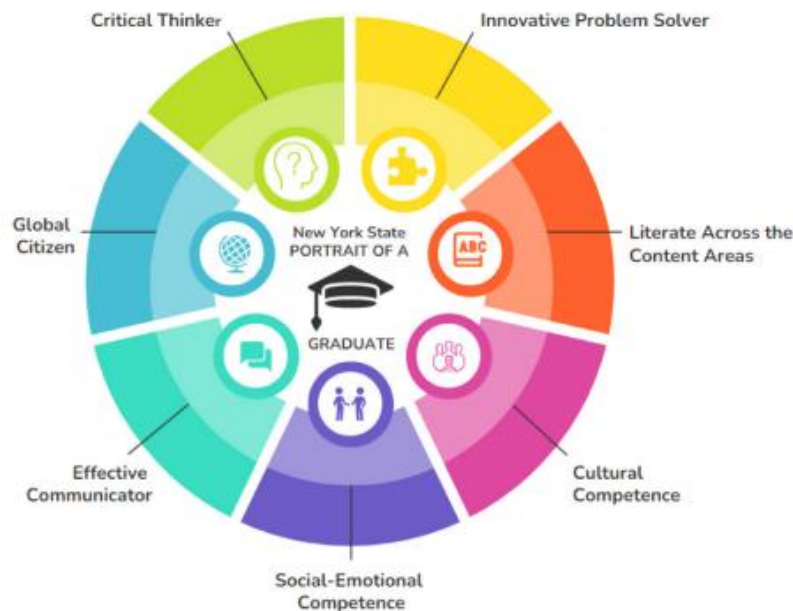 Critical Thinker
Innovative Problem Solver
Global
Citizen
New York State
PORTRAIT OF A
GRADUATE
ABC
Literate Across the
Content Areas
Effective
Communicator
Cultural
Competence
Social-Emotional
Competence
?